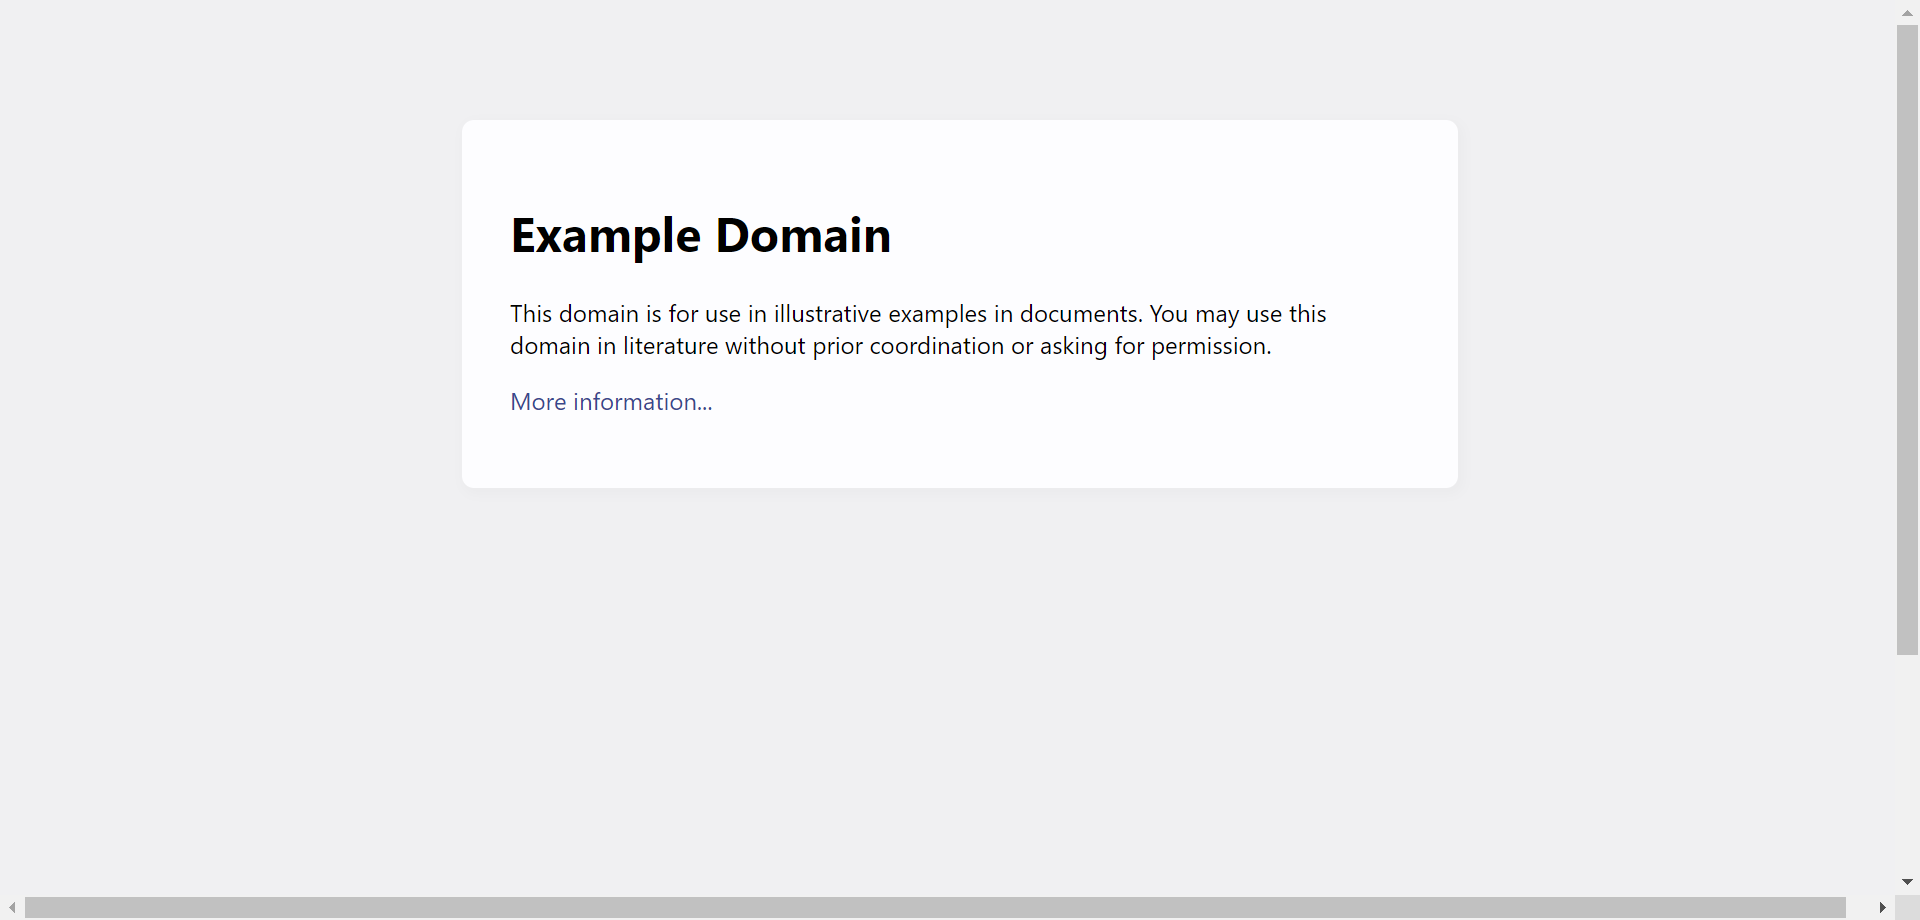 Example Domain
This domain is for use in illustrative examples in documents. You may use this
domain in literature without prior coordination or asking for permission.
More information...